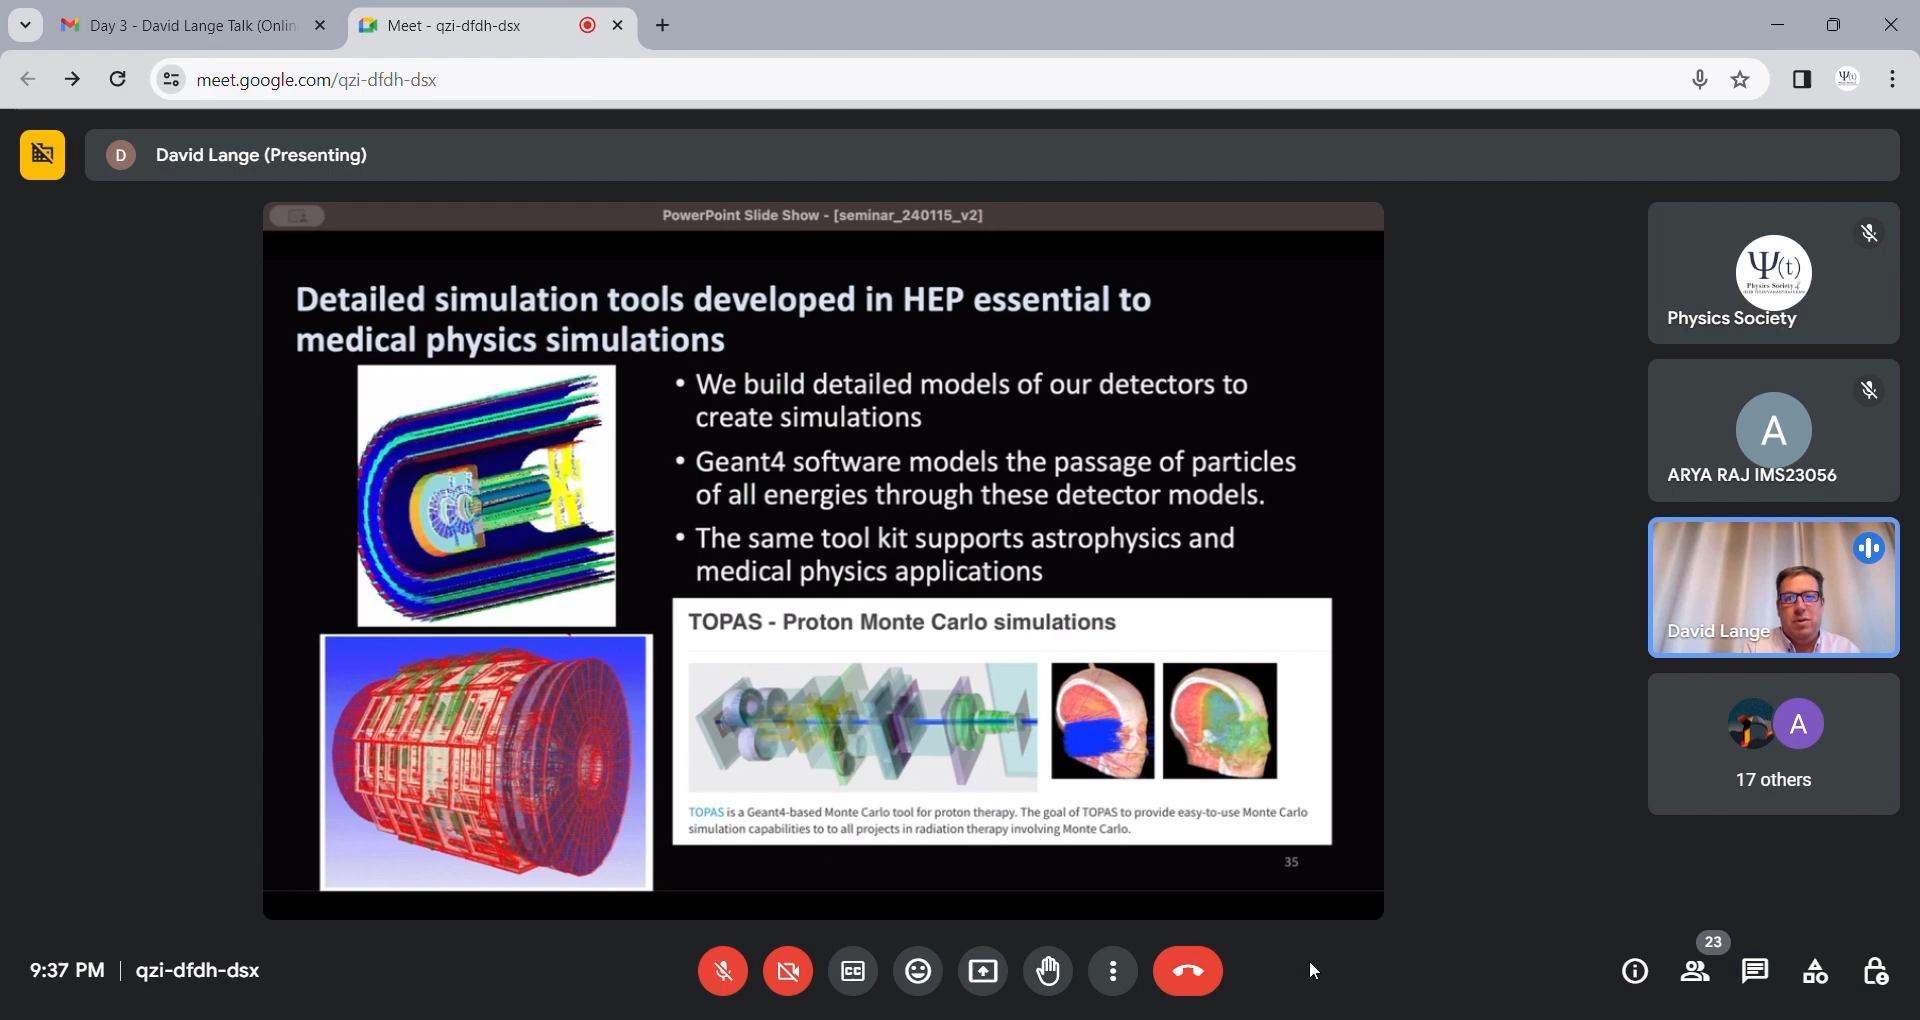 Day 3 - David Lange Talk (Onlin
Meet - qzi-dfdh-dsx
meet.google.com/qzi-dfdh-dsx
Ψ(t)
D
David Lange (Presenting)
PowerPoint Slide Show - [seminar_240115_v2]
Detailed simulation tools developed in HEP essential to
medical physics simulations
• We build detailed models of our detectors to
create simulations
• Geant4 software models the passage of particles
of all energies through these detector models.
• The same tool kit supports astrophysics and
medical physics applications
TOPAS - Proton Monte Carlo simulations
TOPAS is a Geant4-based Monte Carlo tool for proton therapy. The goal of TOPAS to provide easy-to-use Monte Carlo
simulation capabilities to to all projects in radiation therapy involving Monte Carlo.
35
Ψ(t)
Physics Society of
Physics Society
A
ARYA RAJ IMS23056
David Lange
A
17 others
9:37 PM
qzi-dfdh-dsx
CC
23